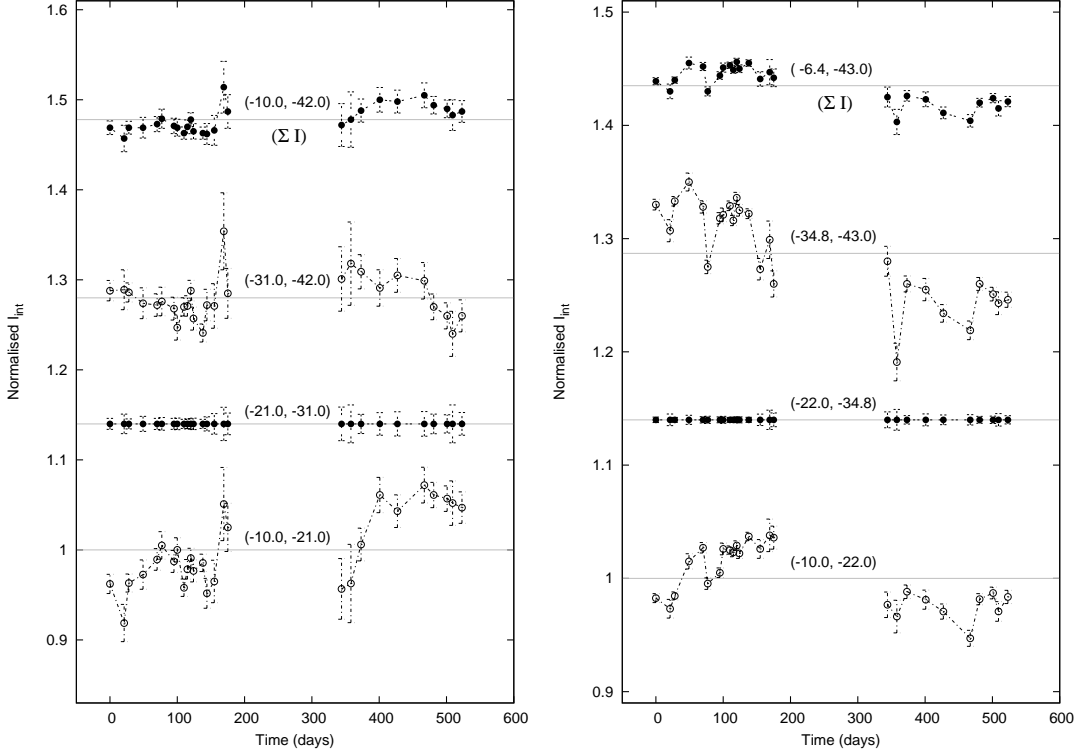 1.6
1.5
1.4
1.3
1.2
1.1
1
0.9
Normalised I_int
(-10.0, -42.0)
(Σ I)
(-31.0, -42.0)
(-21.0, -31.0)
(-10.0, -21.0)
0 100 200 300 400 500 600
Time (days)
1.5
1.4
1.3
1.2
1.1
1
0.9
Normalised I_int
( -6.4, -43.0)
(Σ I)
(-34.8, -43.0)
(-22.0, -34.8)
(-10.0, -22.0)
0 100 200 300 400 500 600
Time (days)